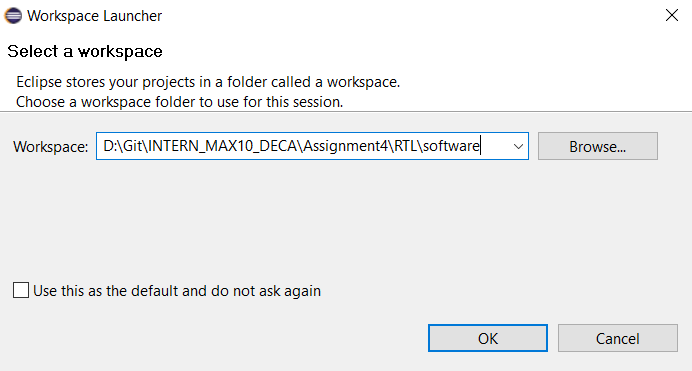 Workspace Launcher
Select a workspace
Eclipse stores your projects in a folder called a workspace.
Choose a workspace folder to use for this session.
Workspace: D:\Git\INTERN_MAX10_DECA\Assignment4\RTL\software Browse...
Use this as the default and do not ask again
OK Cancel